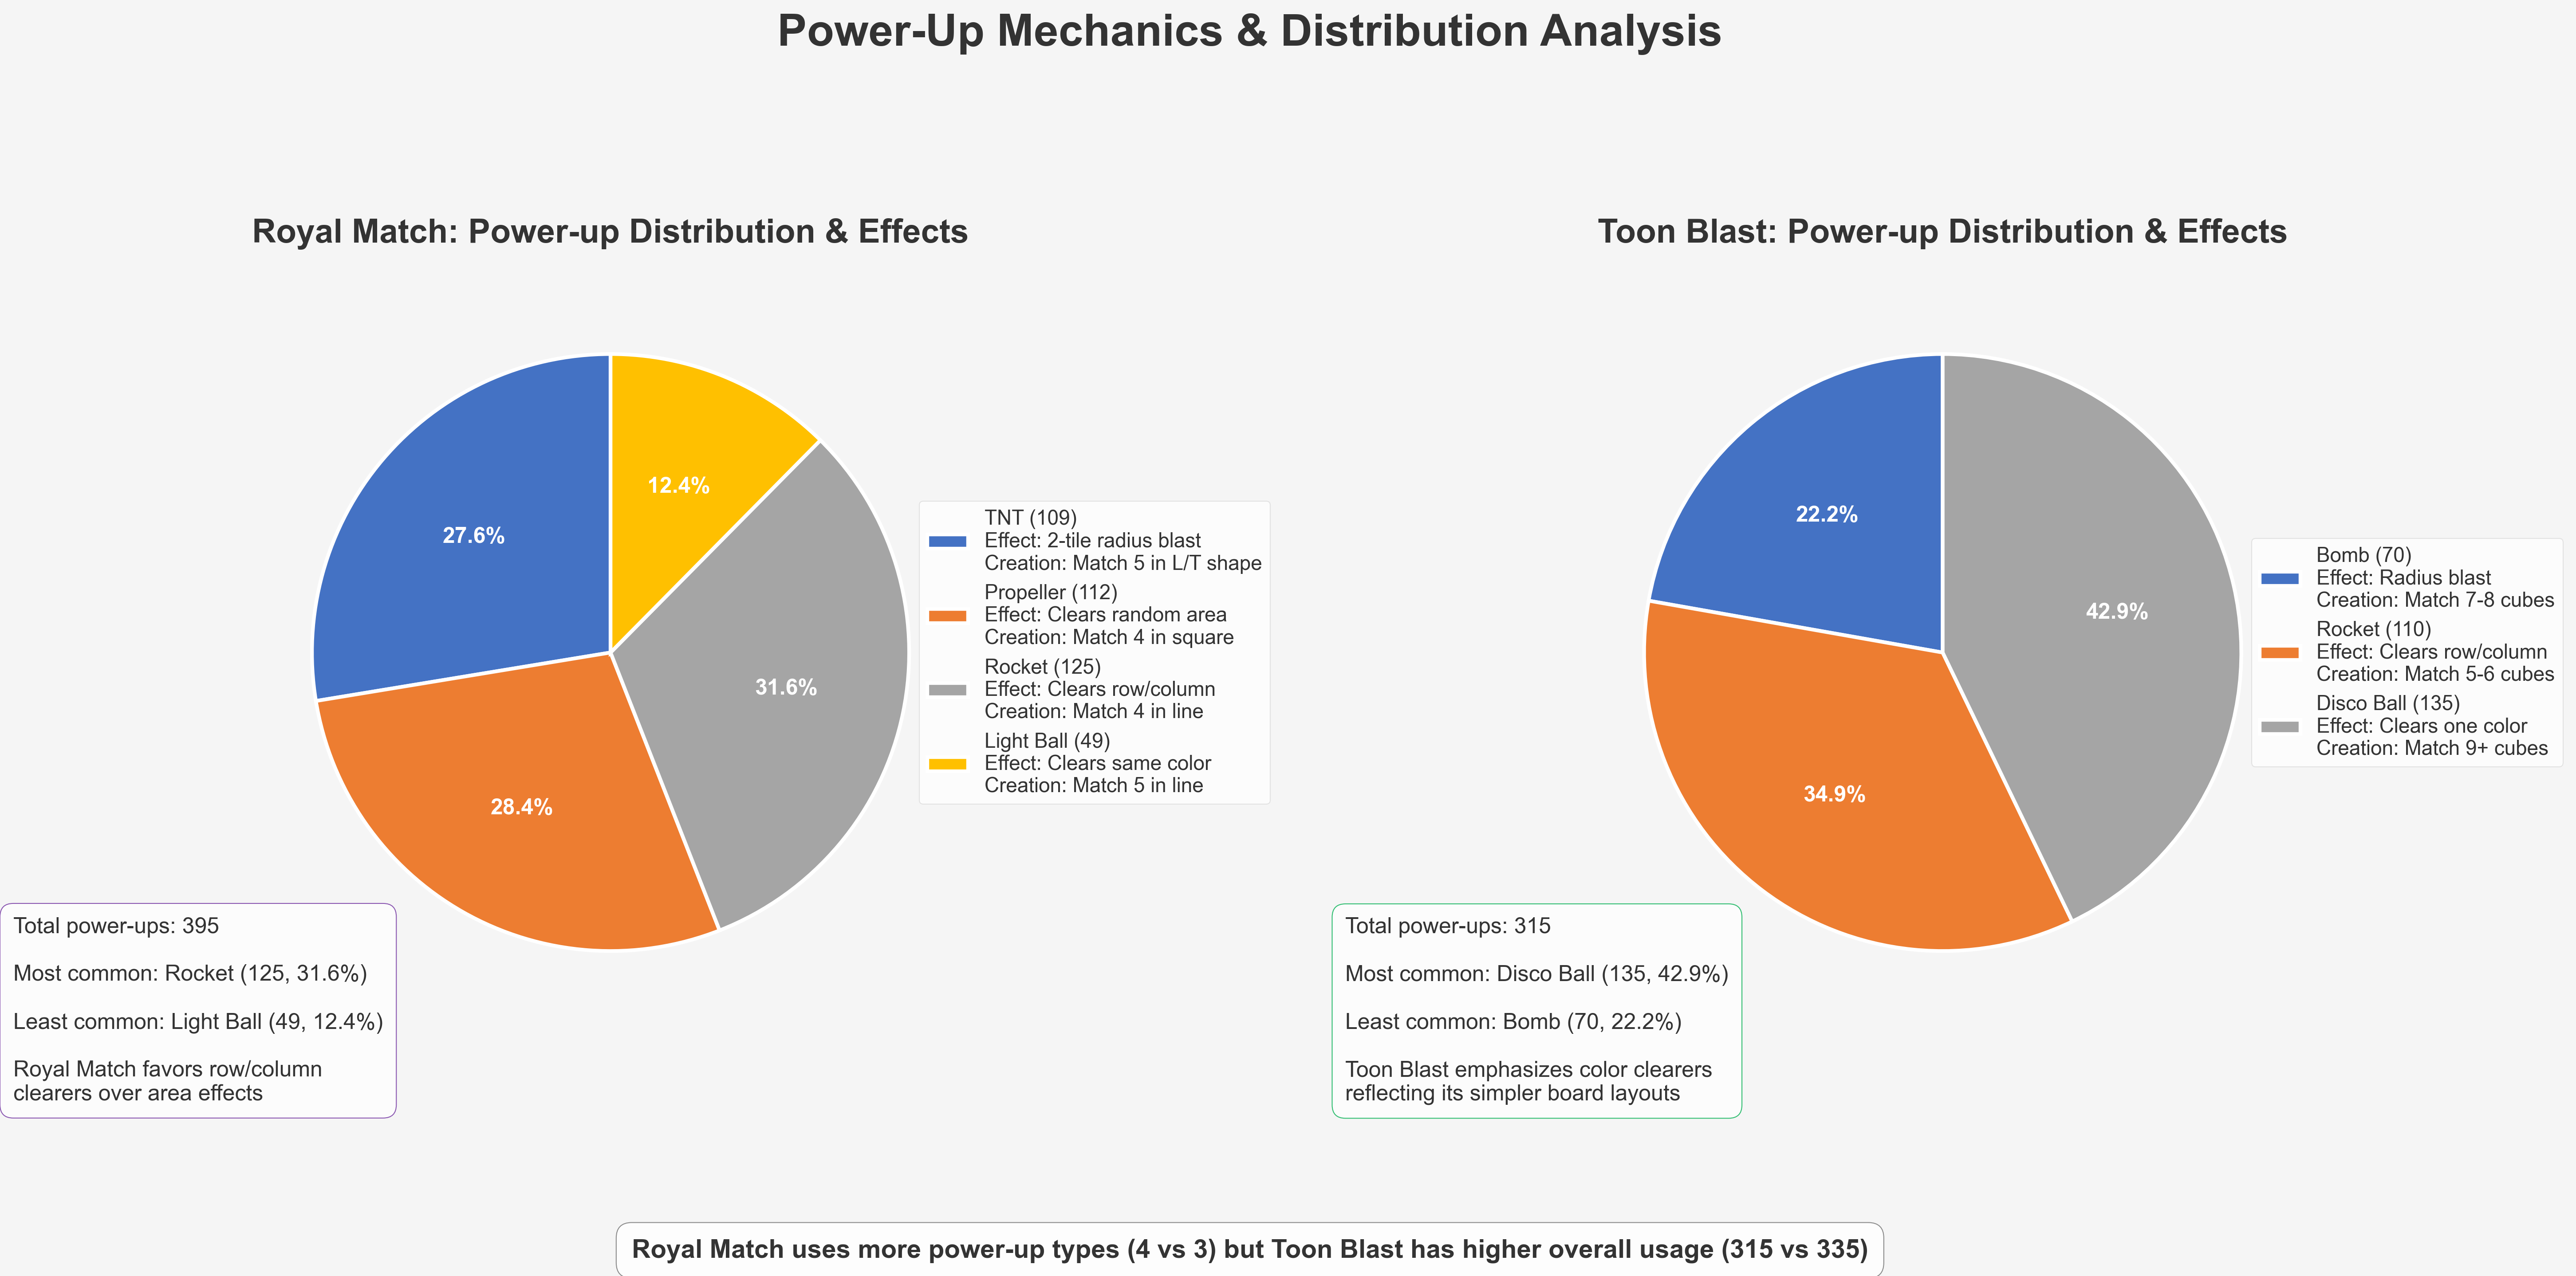 Power-Up Mechanics & Distribution Analysis
Royal Match: Power-up Distribution & Effects
12.4%
27.6%
31.6%
28.4%
TNT (109)
Effect: 2-tile radius blast
Creation: Match 5 in L/T shape
Propeller (112)
Effect: Clears random area
Creation: Match 4 in square
Rocket (125)
Effect: Clears row/column
Creation: Match 4 in line
Light Ball (49)
Effect: Clears same color
Creation: Match 5 in line
Total power-ups: 395
Most common: Rocket (125, 31.6%)
Least common: Light Ball (49, 12.4%)
Royal Match favors row/column
clearers over area effects
Toon Blast: Power-up Distribution & Effects
22.2%
42.9%
34.9%
Bomb (70)
Effect: Radius blast
Creation: Match 7-8 cubes
Rocket (110)
Effect: Clears row/column
Creation: Match 5-6 cubes
Disco Ball (135)
Effect: Clears one color
Creation: Match 9+ cubes
Total power-ups: 315
Most common: Disco Ball (135, 42.9%)
Least common: Bomb (70, 22.2%)
Toon Blast emphasizes color clearers
reflecting its simpler board layouts
Royal Match uses more power-up types (4 vs 3) but Toon Blast has higher overall usage (315 vs 335)